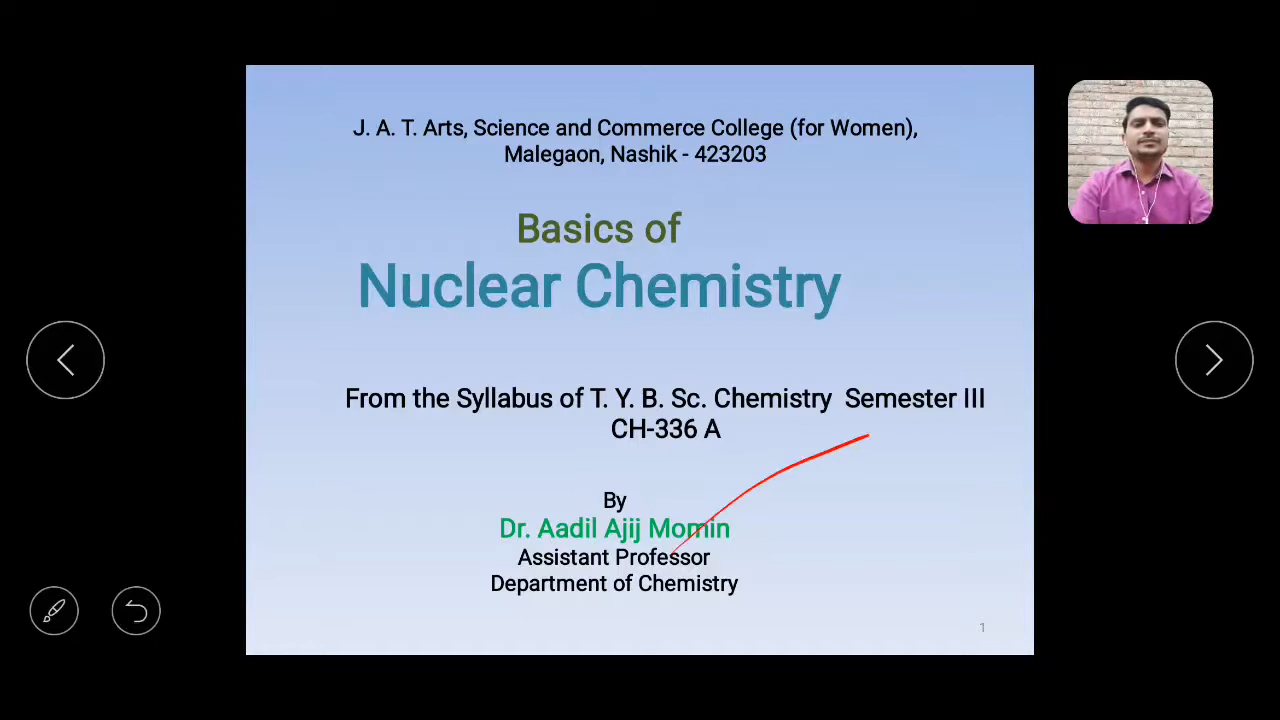 J. A. T. Arts, Science and Commerce College (for Women),
Malegaon, Nashik - 423203
Basics of
Nuclear Chemistry
From the Syllabus of T. Y. B. Sc. Chemistry  Semester III
CH-336 A
By
Dr. Aadil Ajij Momin
Assistant Professor
Department of Chemistry
1